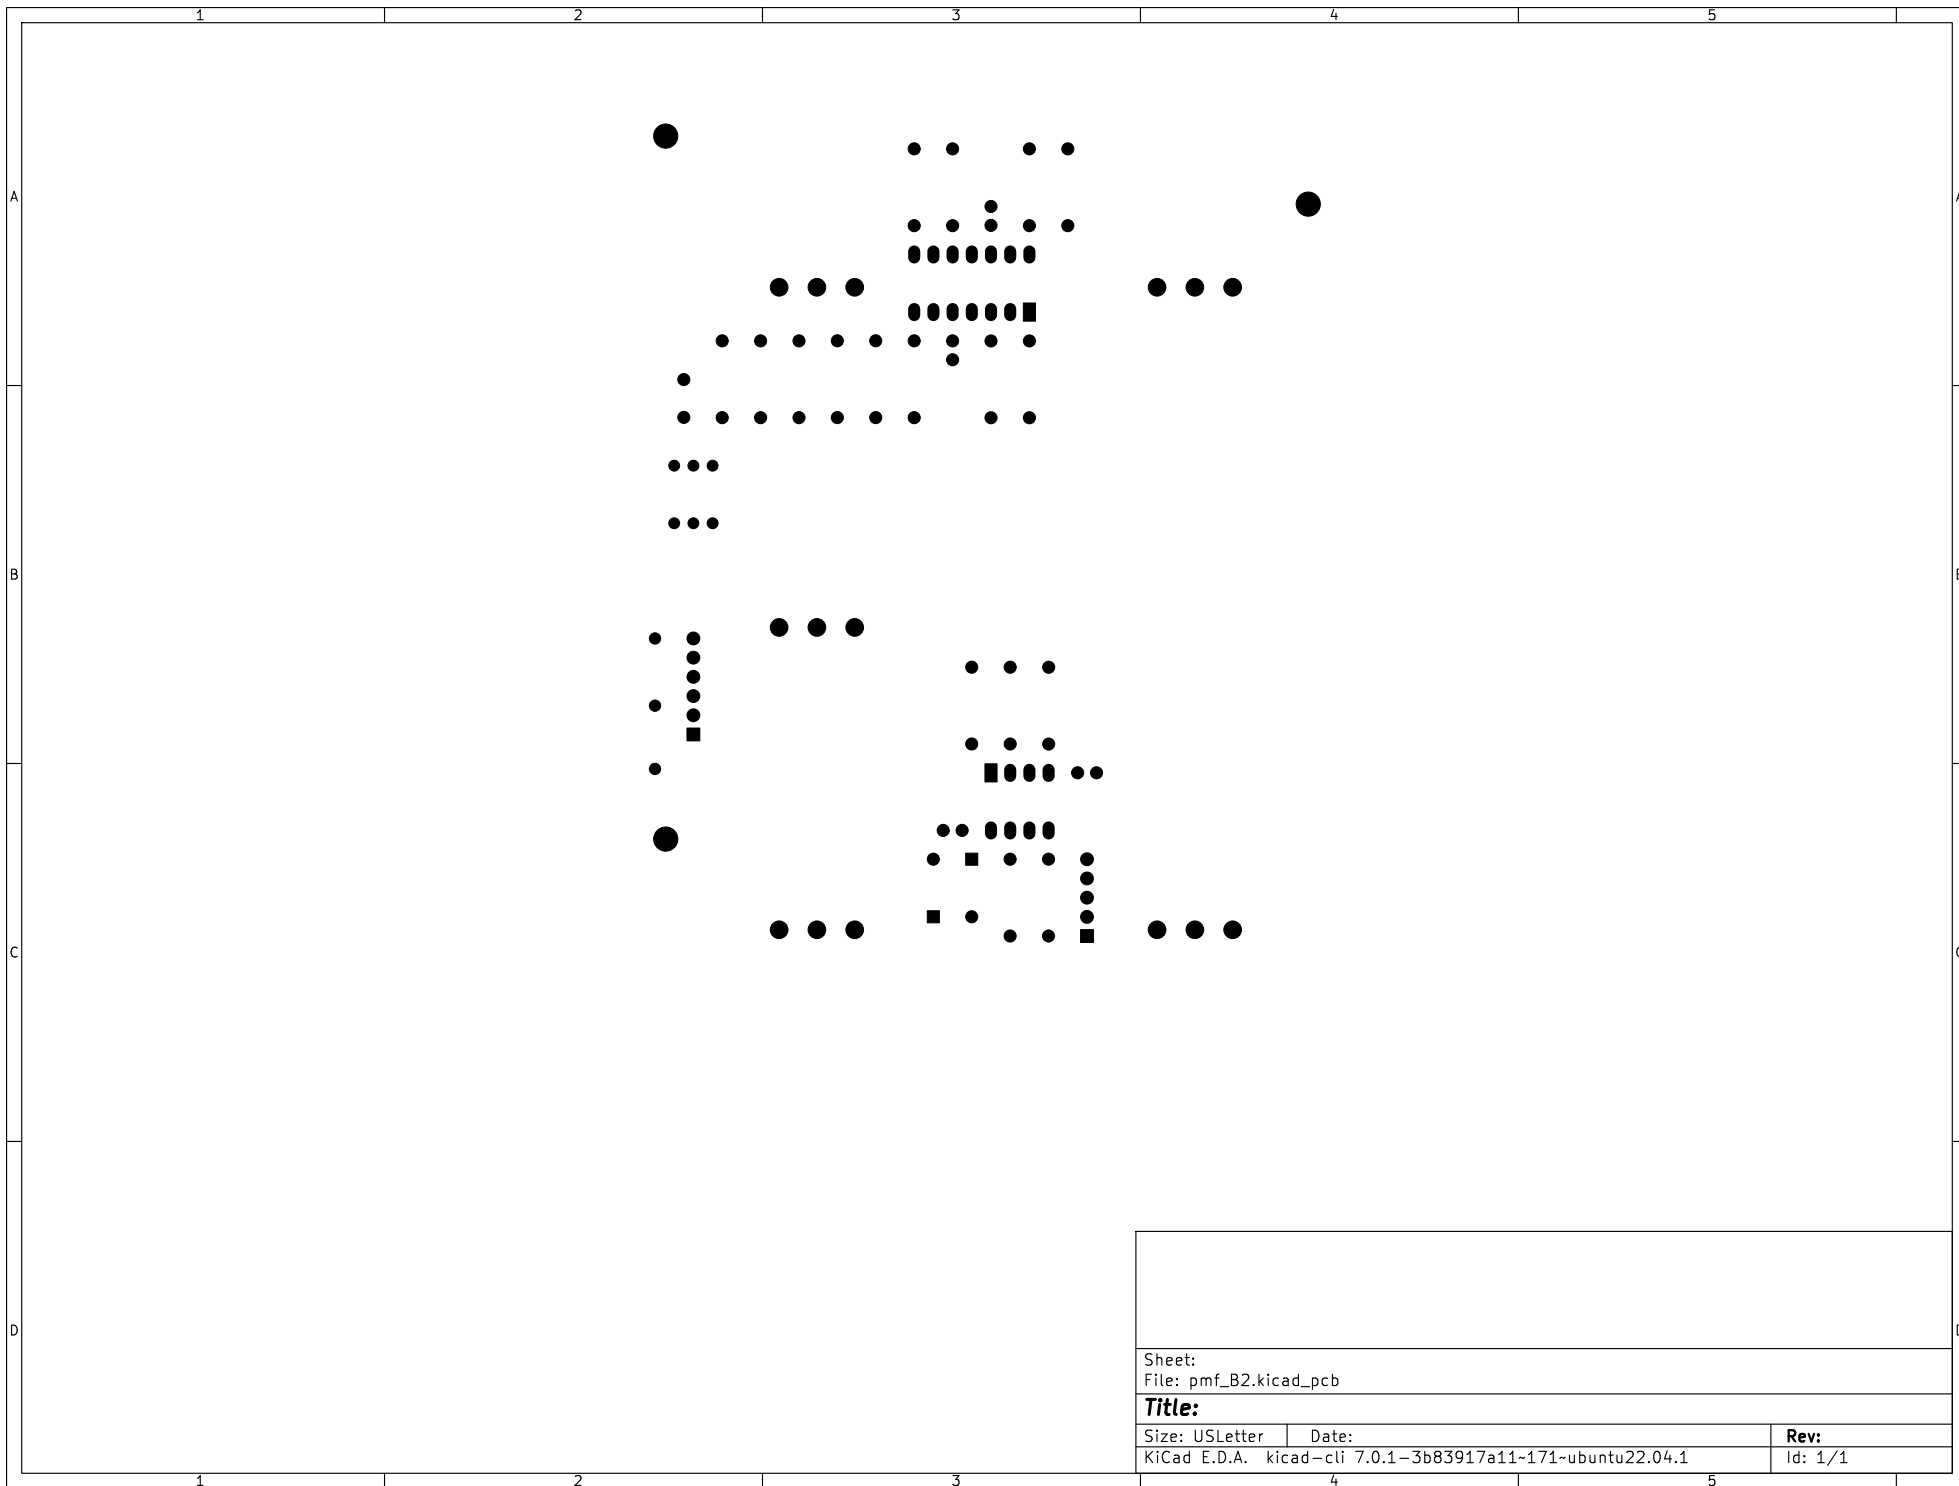 1 2 3 4 5
A A
B B
C C
D D
Sheet:
File: pmf_B2.kicad_pcb
Title:
Size: USLetter Date: Rev:
KiCad E.D.A. kicad-cli 7.0.1-3b83917a11~171~ubuntu22.04.1 Id: 1/1
1 2 3 4 5